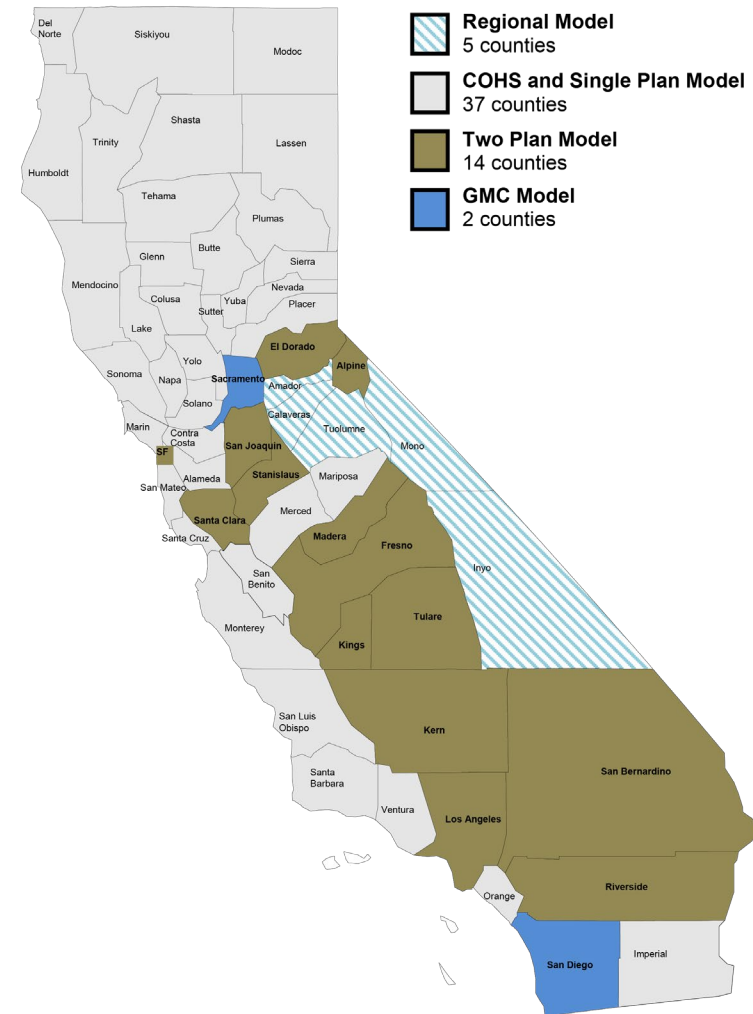 Regional Model
5 counties
COHS and Single Plan Model
37 counties
Two Plan Model
14 counties
GMC Model
2 counties
Del
Norte
Siskiyou
Modoc
Shasta
Trinity
Lassen
Humboldt
Tehama
Plumas
Butte
Glenn
Sierra
Mendocino
Nevada
Colusa
Yuba
Placer
Sutter
Lake
El Dorado
Yolo
Alpine
Sonoma
Napa
Sacramento
Amador
Solano
Calaveras
Marin
Tuolumne
Contra
Costa
Mono
San Joaquin
SF
Stanislaus
Mariposa
Alameda
San Mateo
Merced
Santa Clara
Madera
Santa Cruz
Fresno
Inyo
San
Benito
Tulare
Monterey
Kings
San Luis
Obispo
Kern
Santa
Barbara
San Bernardino
Ventura
Los Angeles
Riverside
Orange
Imperial
San Diego